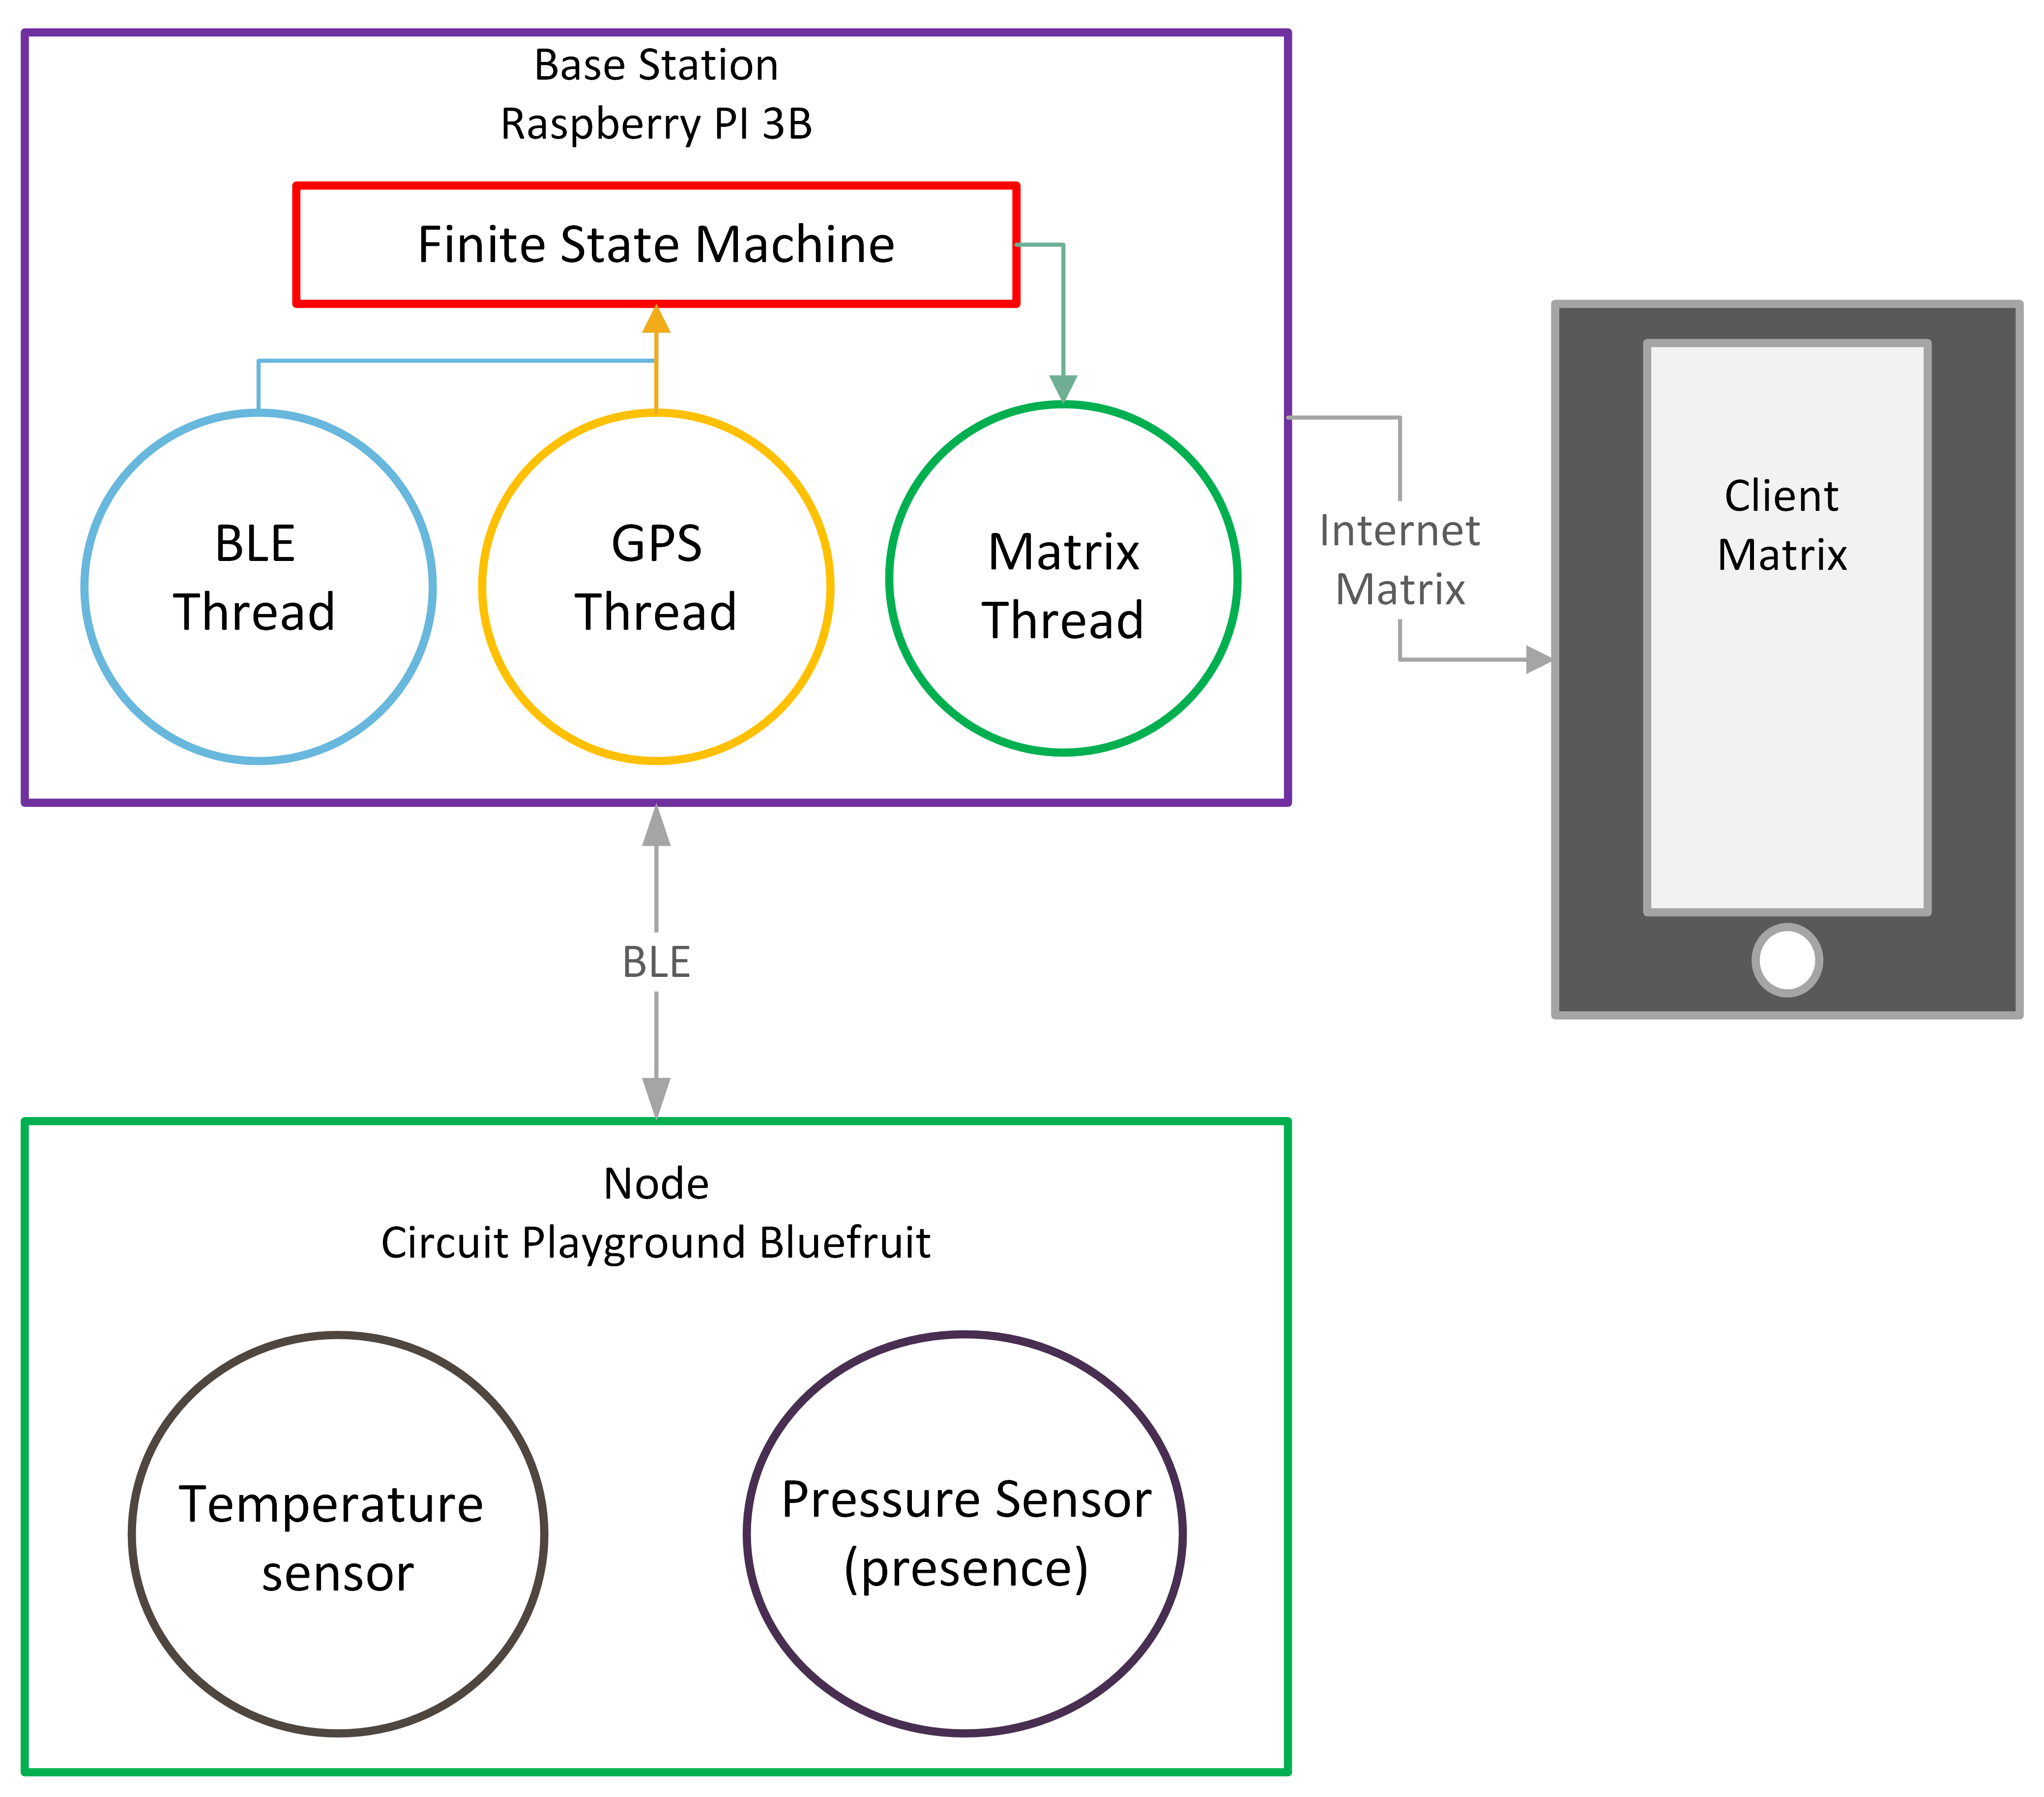 Base Station
Raspberry PI 3B
Finite State Machine
BLE
Thread
GPS
Thread
Matrix
Thread
Internet
Matrix
Client
Matrix
BLE
Node
Circuit Playground Bluefruit
Temperature
sensor
Pressure Sensor
(presence)